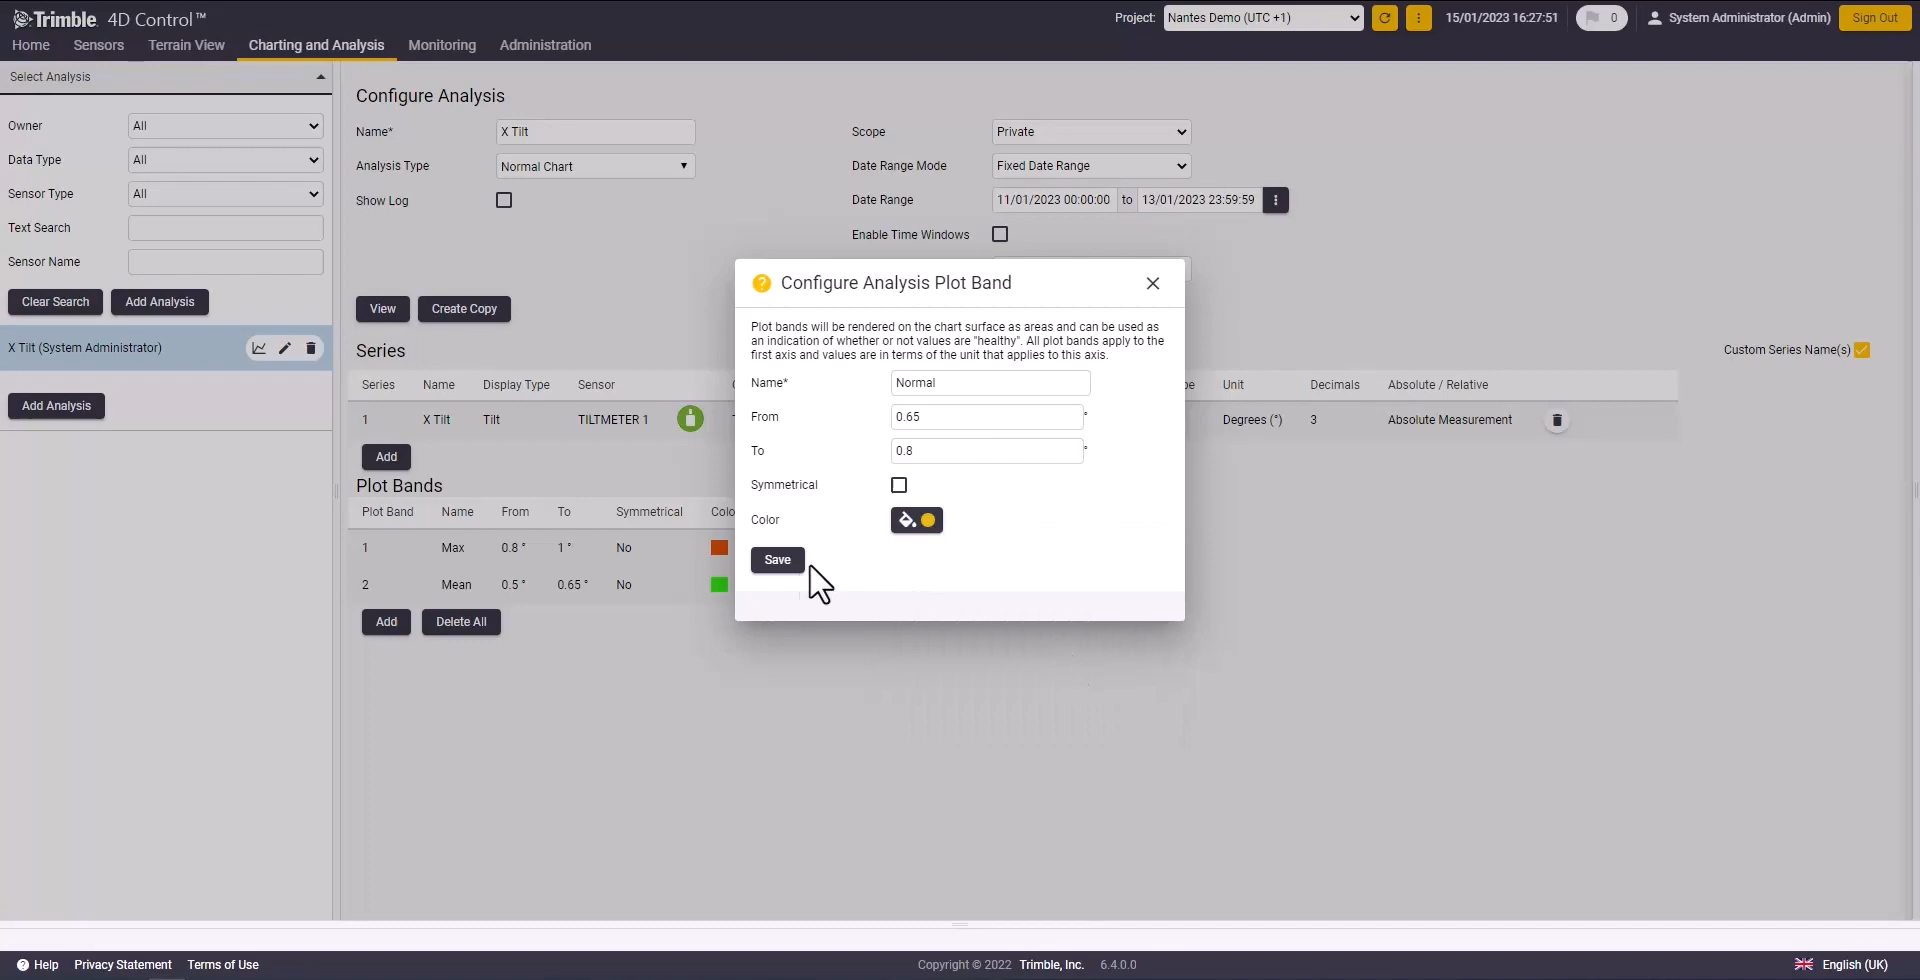 Trimble 4D Control™
Project: Nantes Demo (UTC +1) 15/01/2023 16:27:51 0 System Administrator (Admin) Sign Out
Home Sensors Terrain View Charting and Analysis Monitoring Administration
Select Analysis
Owner All
Data Type All
Sensor Type All
Text Search
Sensor Name
Clear Search Add Analysis
X Tilt (System Administrator)
Add Analysis
Configure Analysis
Name* X Tilt
Analysis Type Normal Chart
Show Log
Scope Private
Date Range Mode Fixed Date Range
Date Range 11/01/2023 00:00:00 to 13/01/2023 23:59:59
Enable Time Windows
View Create Copy
Series
Custom Series Name(s)
Series Name Display Type Sensor Unit Decimals Absolute / Relative
1 X Tilt Tilt TILTMETER 1 Degrees (°) 3 Absolute Measurement
Add
Plot Bands
Plot Band Name From To Symmetrical Colo
1 Max 0.8 ° 1 ° No
2 Mean 0.5 ° 0.65 ° No
Add Delete All
? Configure Analysis Plot Band
Plot bands will be rendered on the chart surface as areas and can be used as
an indication of whether or not values are "healthy". All plot bands apply to the
first axis and values are in terms of the unit that applies to this axis.
Name* Normal
From 0.65 °
To 0.8 °
Symmetrical
Color
Save
? Help Privacy Statement Terms of Use
Copyright © 2022 Trimble, Inc. 6.4.0.0
English (UK)